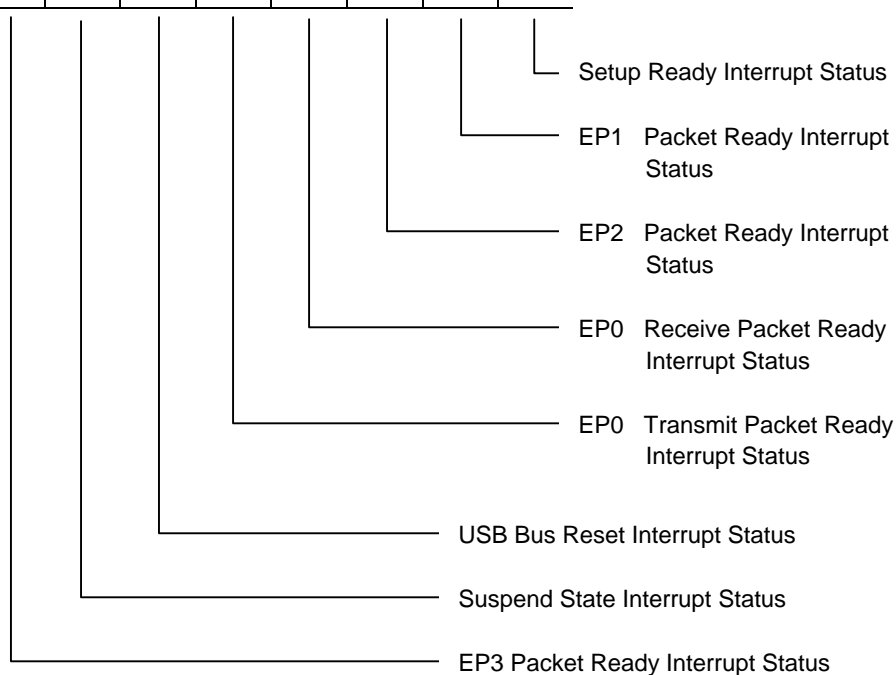 Setup Ready Interrupt Status
EP1 Packet Ready Interrupt
Status
EP2 Packet Ready Interrupt
Status
EP0 Receive Packet Ready
Interrupt Status
EP0 Transmit Packet Ready
Interrupt Status
USB Bus Reset Interrupt Status
Suspend State Interrupt Status
EP3 Packet Ready Interrupt Status